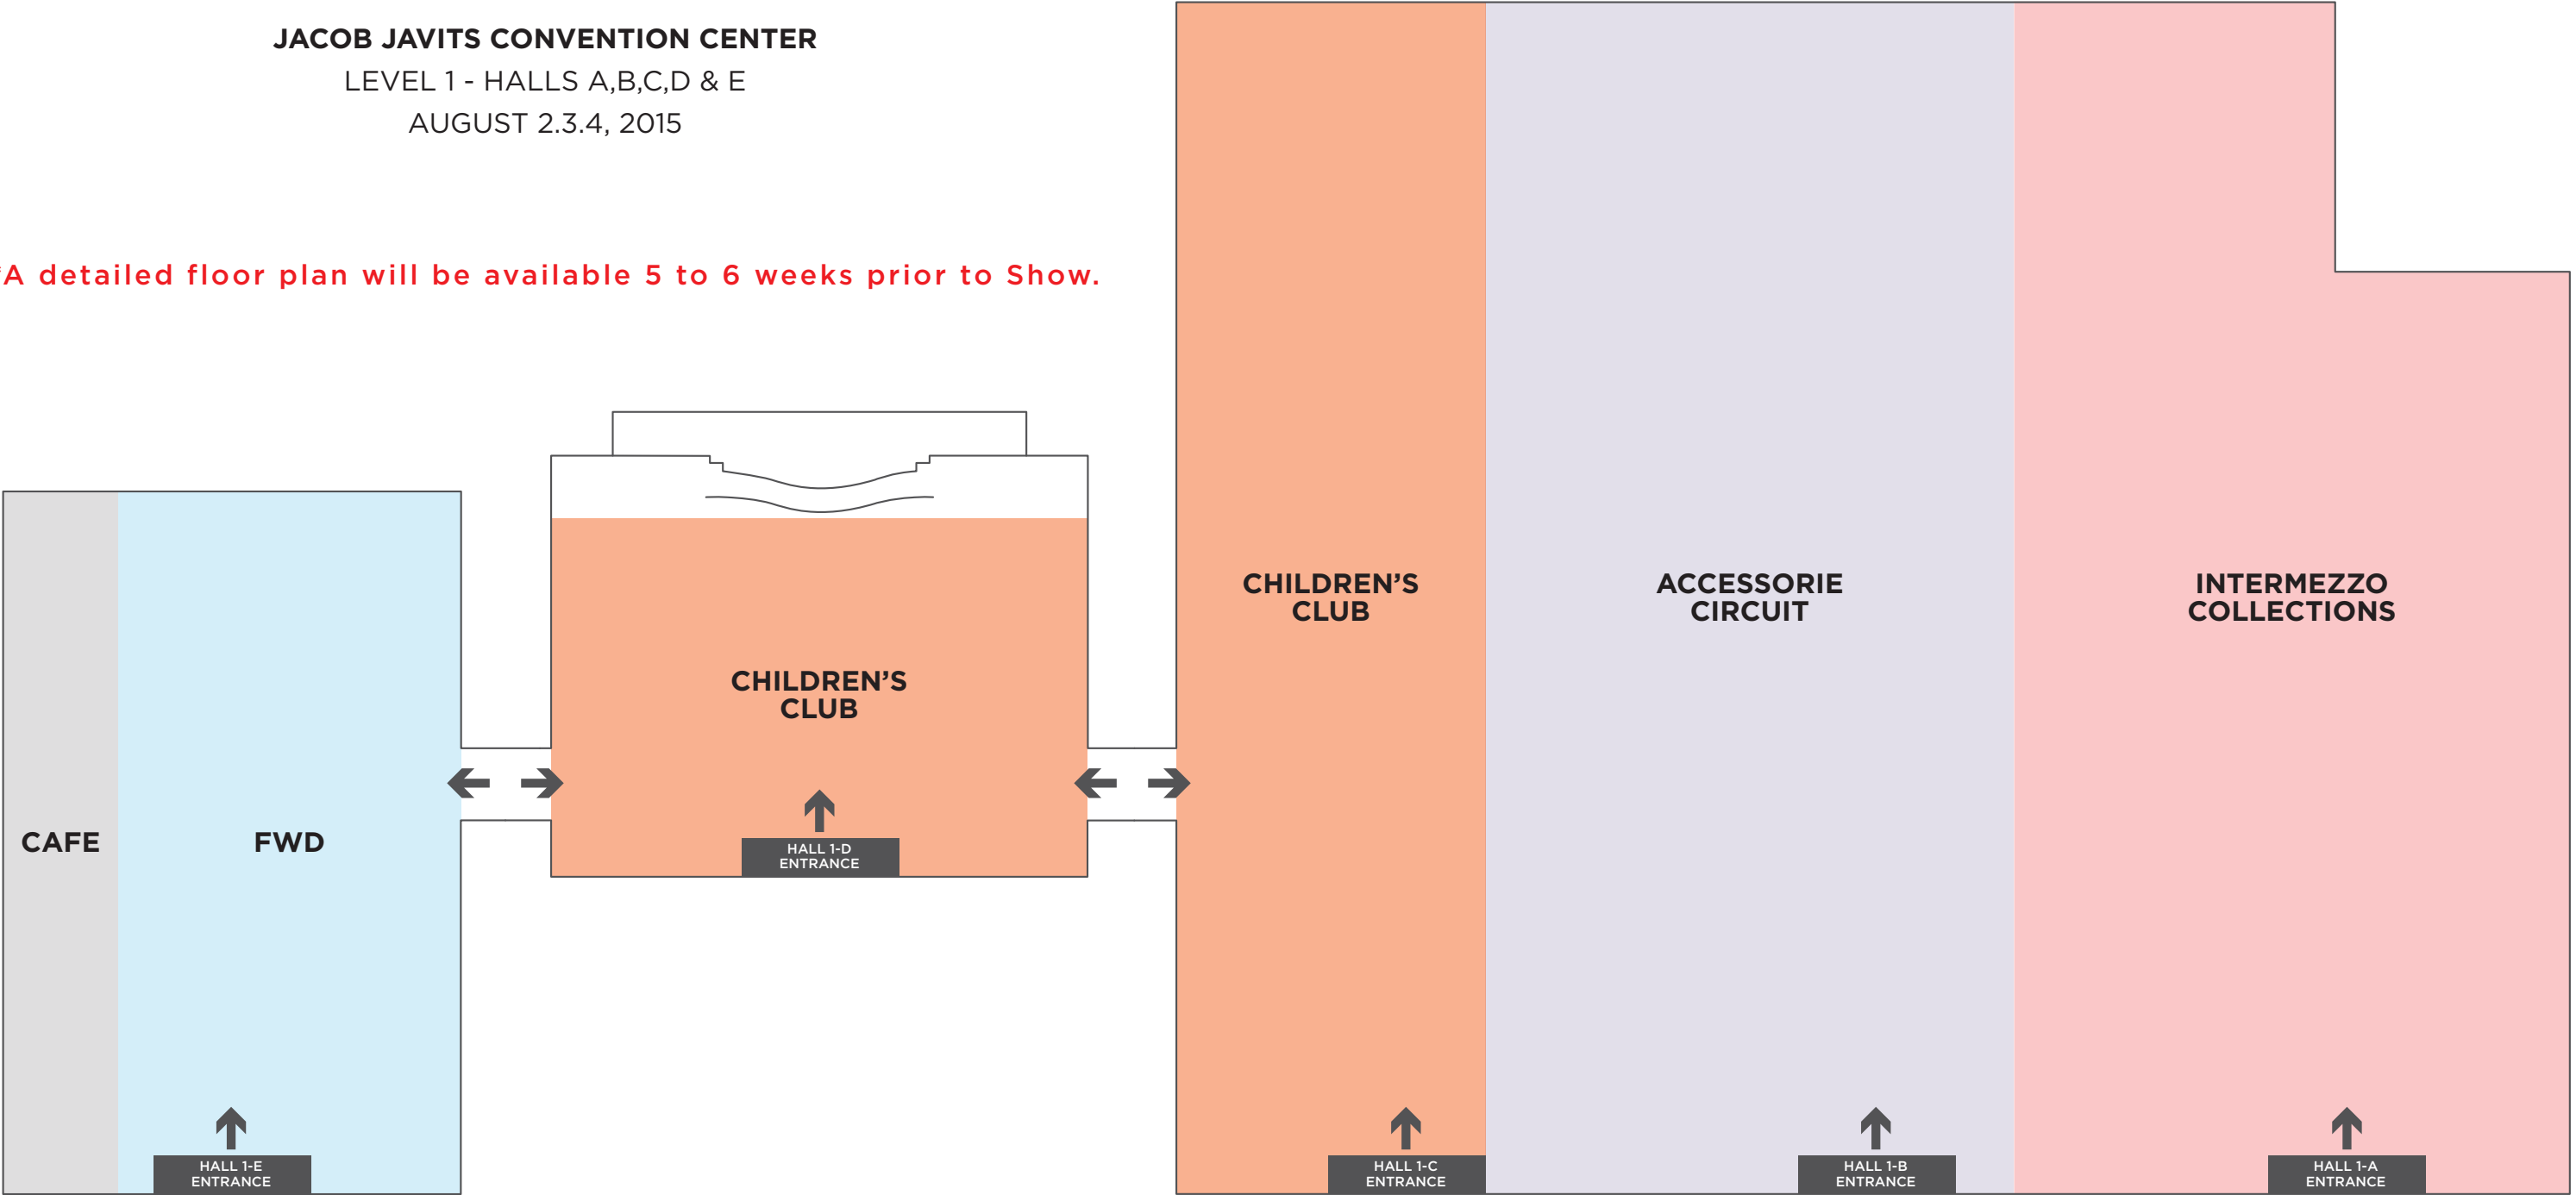 JACOB JAVITS CONVENTION CENTER
LEVEL 1 - HALLS A,B,C,D & E
AUGUST 2.3.4, 2015
*A detailed floor plan will be available 5 to 6 weeks prior to Show.
CHILDREN’S
CLUB
ACCESSORIE
CIRCUIT
INTERMEZZO
COLLECTIONS
CHILDREN’S
CLUB
CAFE
FWD
HALL 1-D
ENTRANCE
HALL 1-E
ENTRANCE
HALL 1-C
ENTRANCE
HALL 1-B
ENTRANCE
HALL 1-A
ENTRANCE